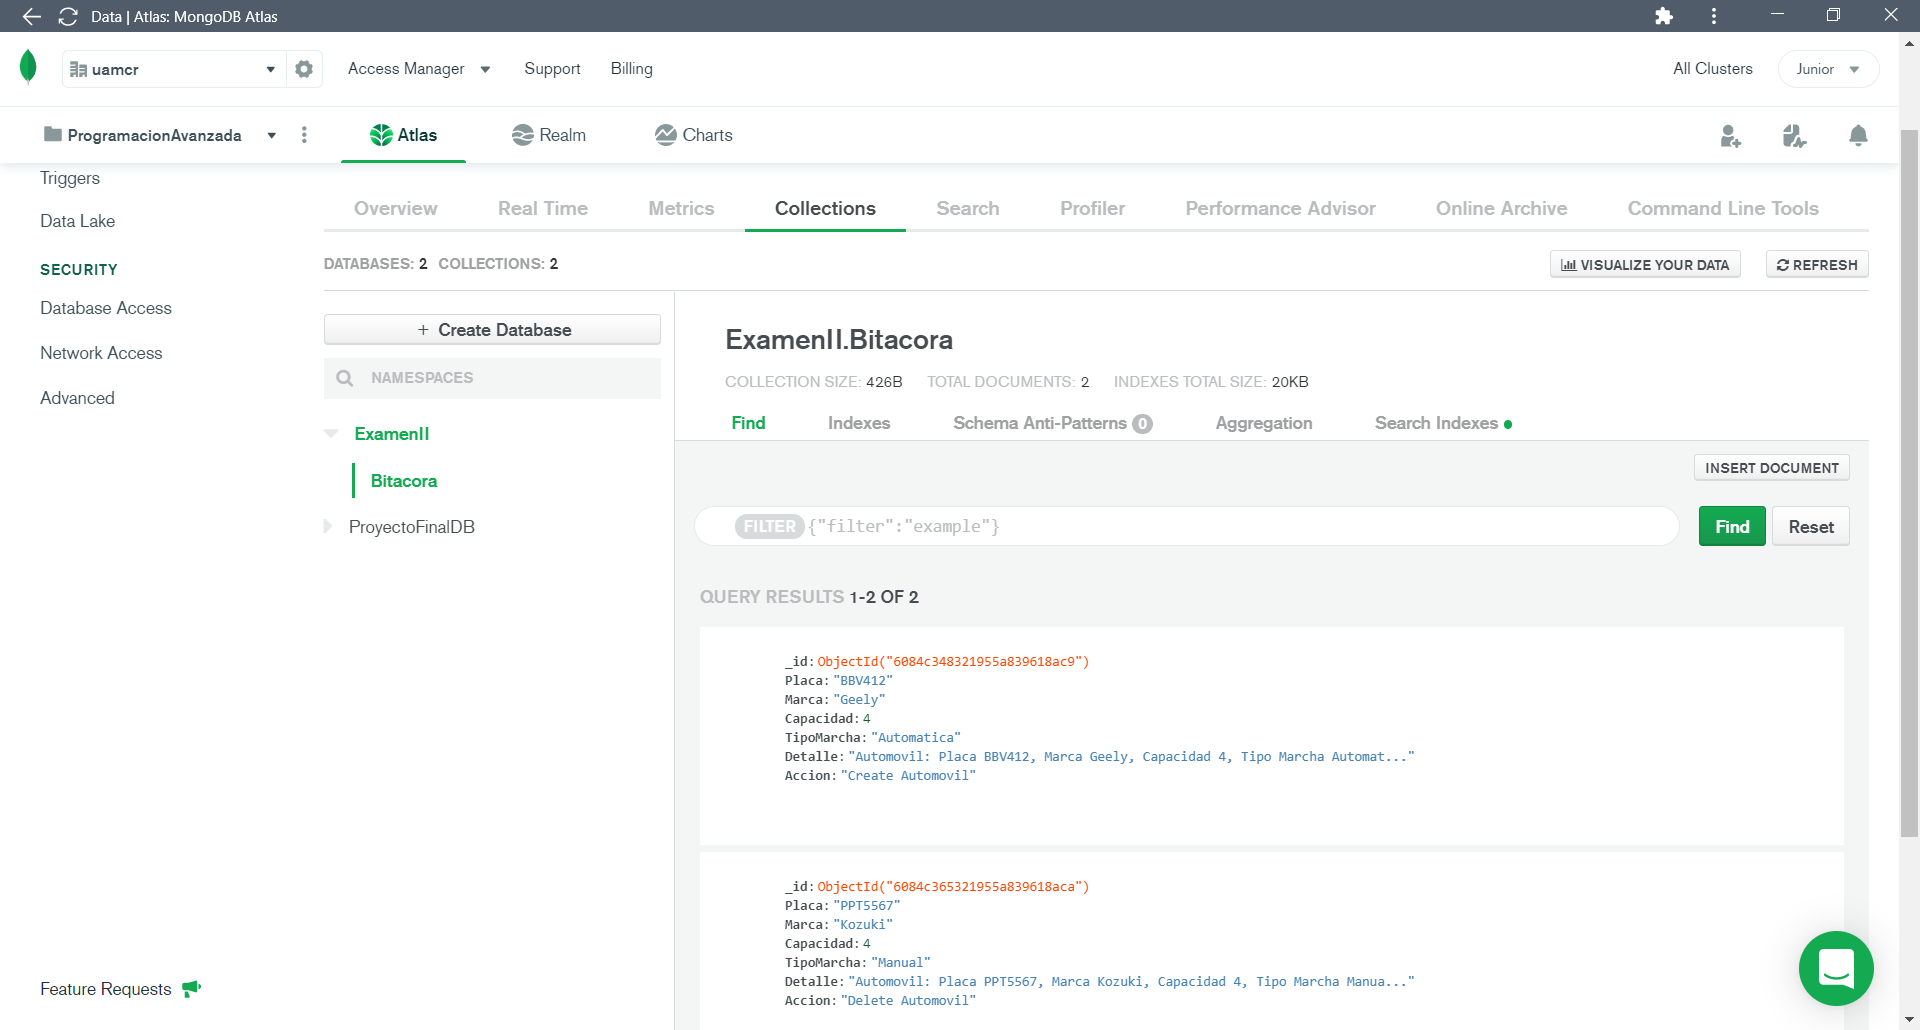 Data | Atlas: MongoDB Atlas
uamcr
Access Manager
Support
Billing
All Clusters
Junior
ProgramacionAvanzada
Atlas
Realm
Charts
Triggers
Data Lake
SECURITY
Database Access
Network Access
Advanced
Feature Requests
Overview
Real Time
Metrics
Collections
Search
Profiler
Performance Advisor
Online Archive
Command Line Tools
DATABASES: 2 COLLECTIONS: 2
VISUALIZE YOUR DATA
REFRESH
+ Create Database
NAMESPACES
ExamenII
Bitacora
ProyectoFinalDB
ExamenII.Bitacora
COLLECTION SIZE: 426B TOTAL DOCUMENTS: 2 INDEXES TOTAL SIZE: 20KB
Find
Indexes
Schema Anti-Patterns 0
Aggregation
Search Indexes
INSERT DOCUMENT
FILTER {"filter":"example"}
Find
Reset
QUERY RESULTS 1-2 OF 2
_id: ObjectId("6084c348321955a839618ac9")
Placa: "BBV412"
Marca: "Geely"
Capacidad: 4
TipoMarcha: "Automatica"
Detalle: "Automovil: Placa BBV412, Marca Geely, Capacidad 4, Tipo Marcha Automat..."
Accion: "Create Automovil"
_id: ObjectId("6084c365321955a839618aca")
Placa: "PPT5567"
Marca: "Kozuki"
Capacidad: 4
TipoMarcha: "Manual"
Detalle: "Automovil: Placa PPT5567, Marca Kozuki, Capacidad 4, Tipo Marcha Manua..."
Accion: "Delete Automovil"